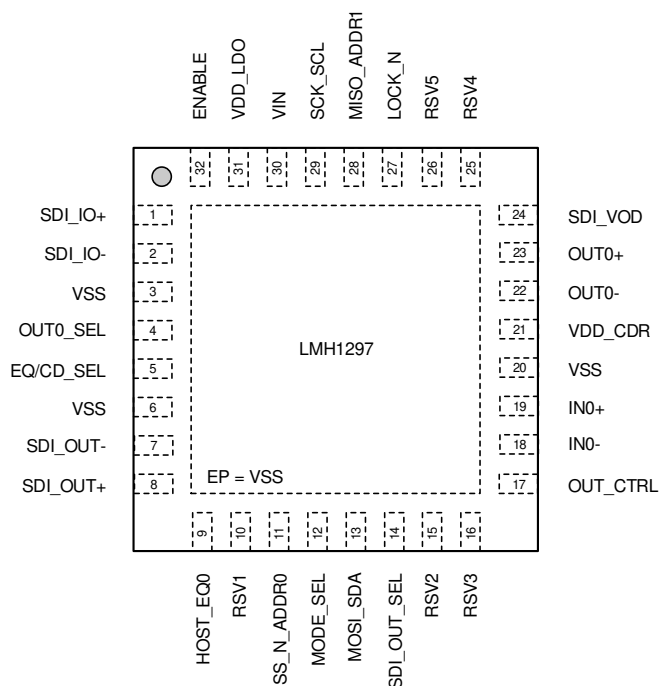 ENABLE
VDD_LDO
VIN
SCK_SCL
MISO_ADDR1
LOCK_N
RSV5
RSV4
32
31
30
29
28
27
26
25
SDI_IO+ 1
SDI_IO- 2
VSS 3
OUT0_SEL 4
EQ/CD_SEL 5
VSS 6
SDI_OUT- 7
SDI_OUT+ 8
LMH1297
EP = VSS
24 SDI_VOD
23 OUT0+
22 OUT0-
21 VDD_CDR
20 VSS
19 IN0+
18 IN0-
17 OUT_CTRL
9
10
11
12
13
14
15
16
HOST_EQ0
RSV1
SS_N_ADDR0
MODE_SEL
MOSI_SDA
SDI_OUT_SEL
RSV2
RSV3